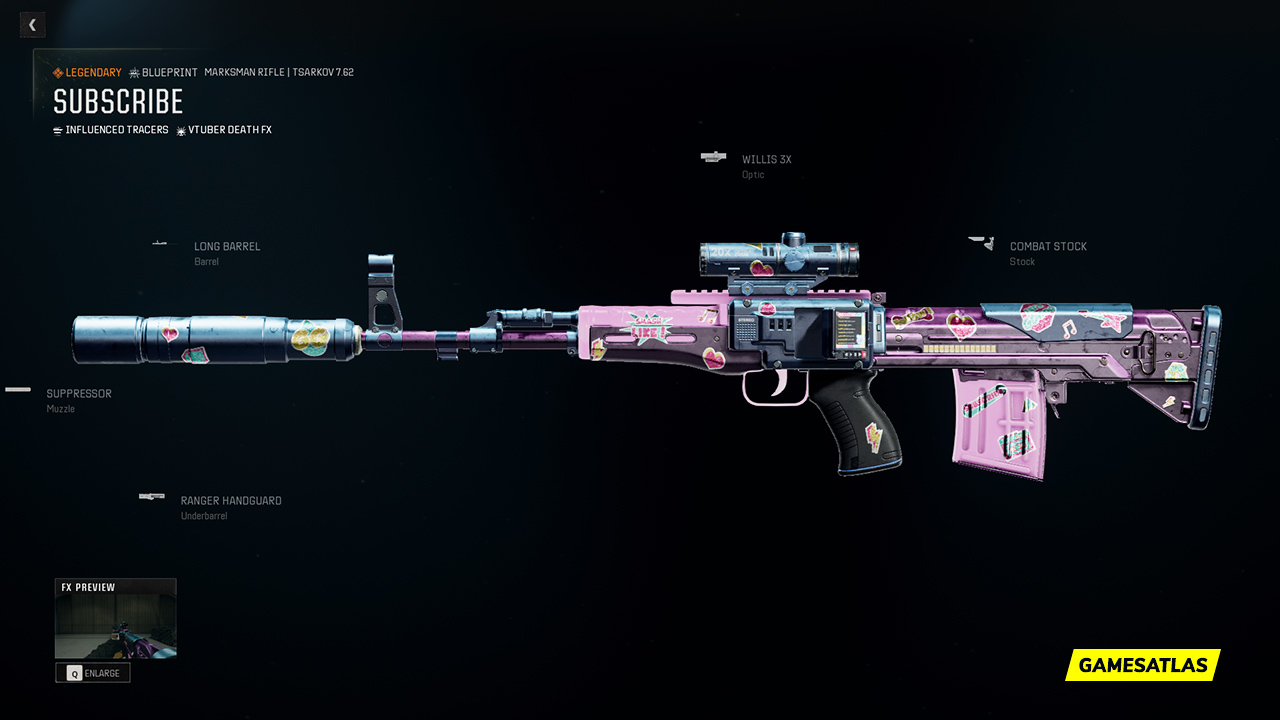 LEGENDARY BLUEPRINT MARKSMAN RIFLE | TSARKOV 7.62
SUBSCRIBE
INFLUENCED TRACERS VTUBER DEATH FX
WILLIS 3X
Optic
LONG BARREL
Barrel
COMBAT STOCK
Stock
SUPPRESSOR
Muzzle
RANGER HANDGUARD
Underbarrel
FX PREVIEW
Q ENLARGE
GAMESATLAS